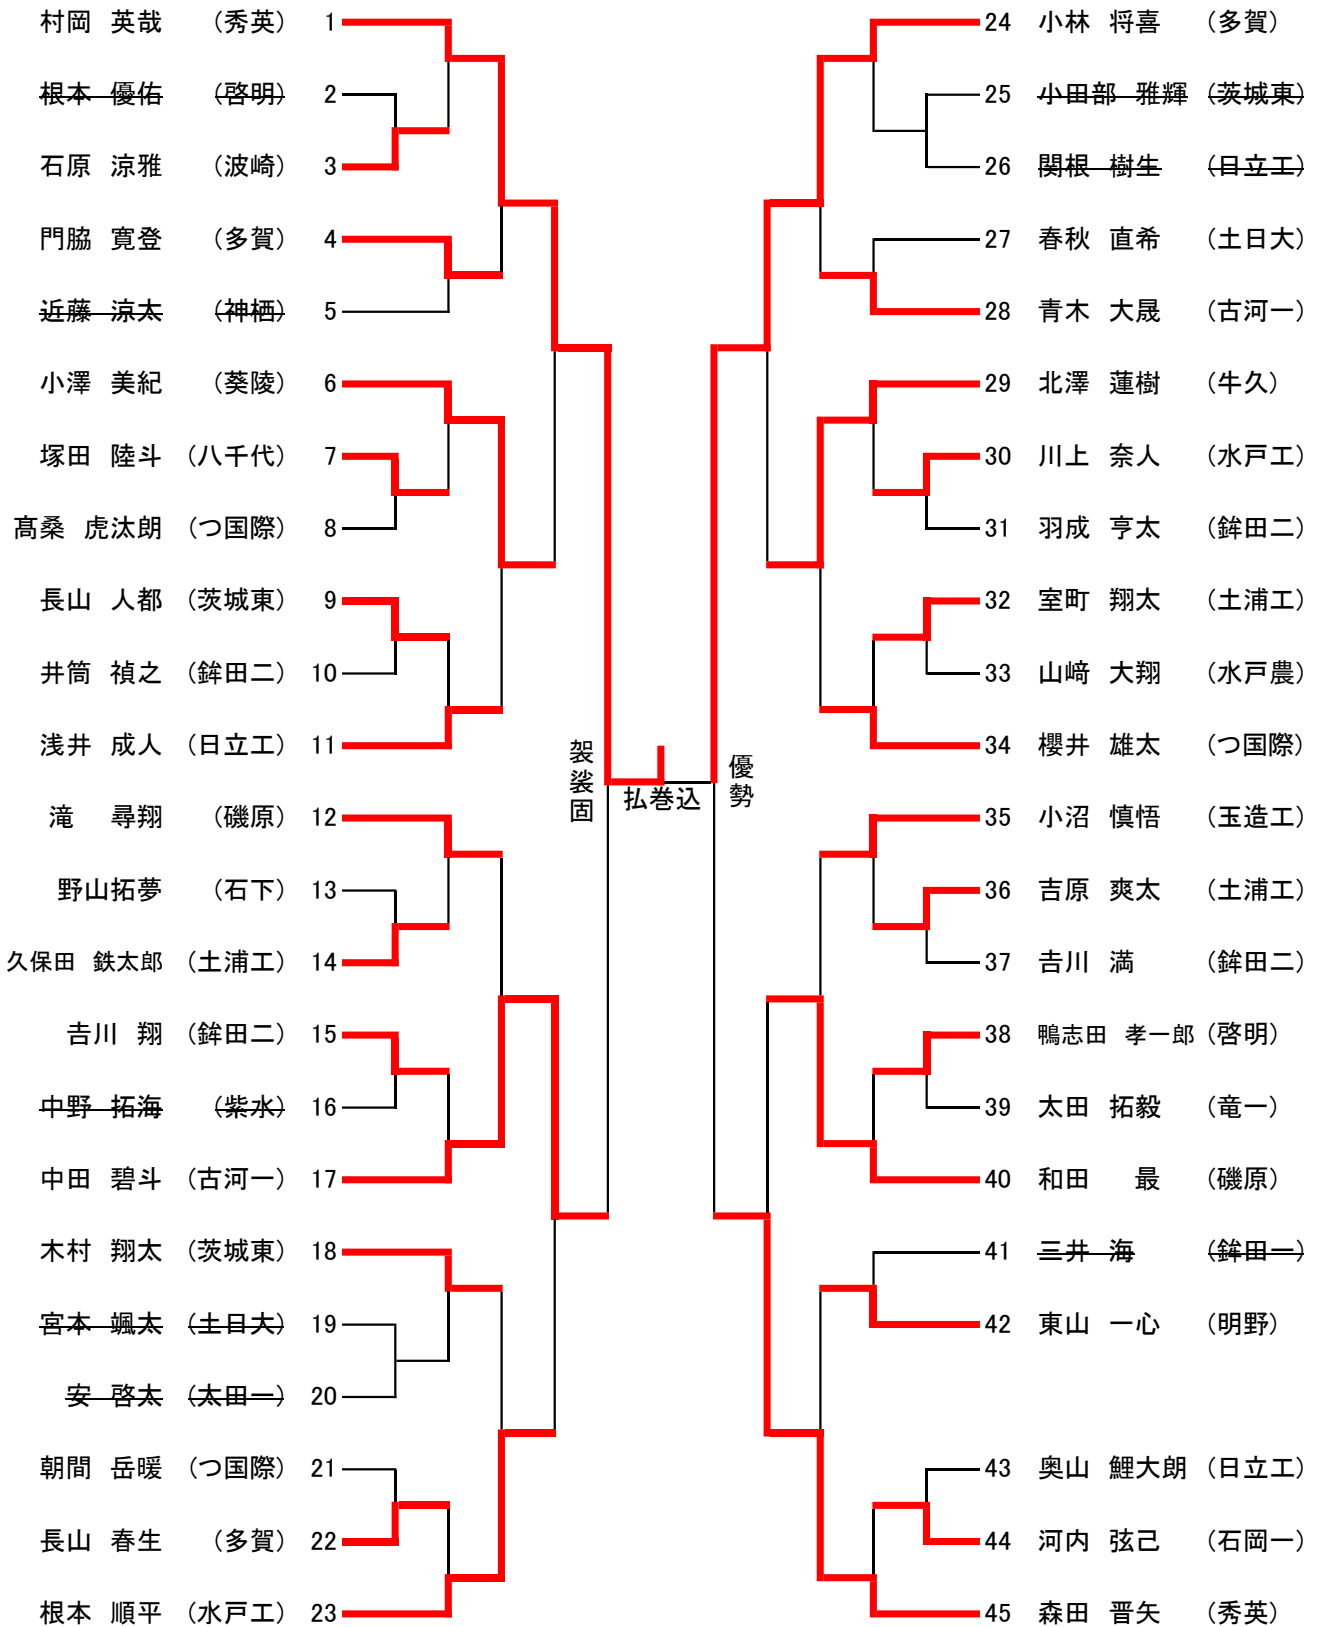 村岡 英哉 （秀英） 1
根本 優佑 （啓明） 2
石原 涼雅 （波崎） 3
門脇 寛登 （多賀） 4
近藤 涼太 （神栖） 5
小澤 美紀 （葵陵） 6
塚田 陸斗 （八千代） 7
髙桑 虎汰朗 （つ国際） 8
長山 人都 （茨城東） 9
井筒 禎之 （鉾田二） 10
浅井 成人 （日立工） 11
滝 尋翔 （磯原） 12
野山拓夢 （石下） 13
久保田 鉄太郎 （土浦工） 14
𠮷川 翔 （鉾田二） 15
中野 拓海 （紫水） 16
中田 碧斗 （古河一） 17
木村 翔太 （茨城東） 18
宮本 颯太 （土日大） 19
安 啓太 （太田一） 20
朝間 岳暖 （つ国際） 21
長山 春生 （多賀） 22
根本 順平 （水戸工） 23
袈裟固
払巻込
優勢
24 小林 将喜 （多賀）
25 小田部 雅輝 （茨城東）
26 関根 樹生 （日立工）
27 春秋 直希 （土日大）
28 青木 大晟 （古河一）
29 北澤 蓮樹 （牛久）
30 川上 奈人 （水戸工）
31 羽成 亨太 （鉾田二）
32 室町 翔太 （土浦工）
33 山﨑 大翔 （水戸農）
34 櫻井 雄太 （つ国際）
35 小沼 慎悟 （玉造工）
36 吉原 爽太 （土浦工）
37 𠮷川 満 （鉾田二）
38 鴨志田 孝一郎 （啓明）
39 太田 拓毅 （竜一）
40 和田 最 （磯原）
41 三井 海 （鉾田一）
42 東山 一心 （明野）
43 奥山 鯉大朗 （日立工）
44 河内 弦己 （石岡一）
45 森田 晋矢 （秀英）